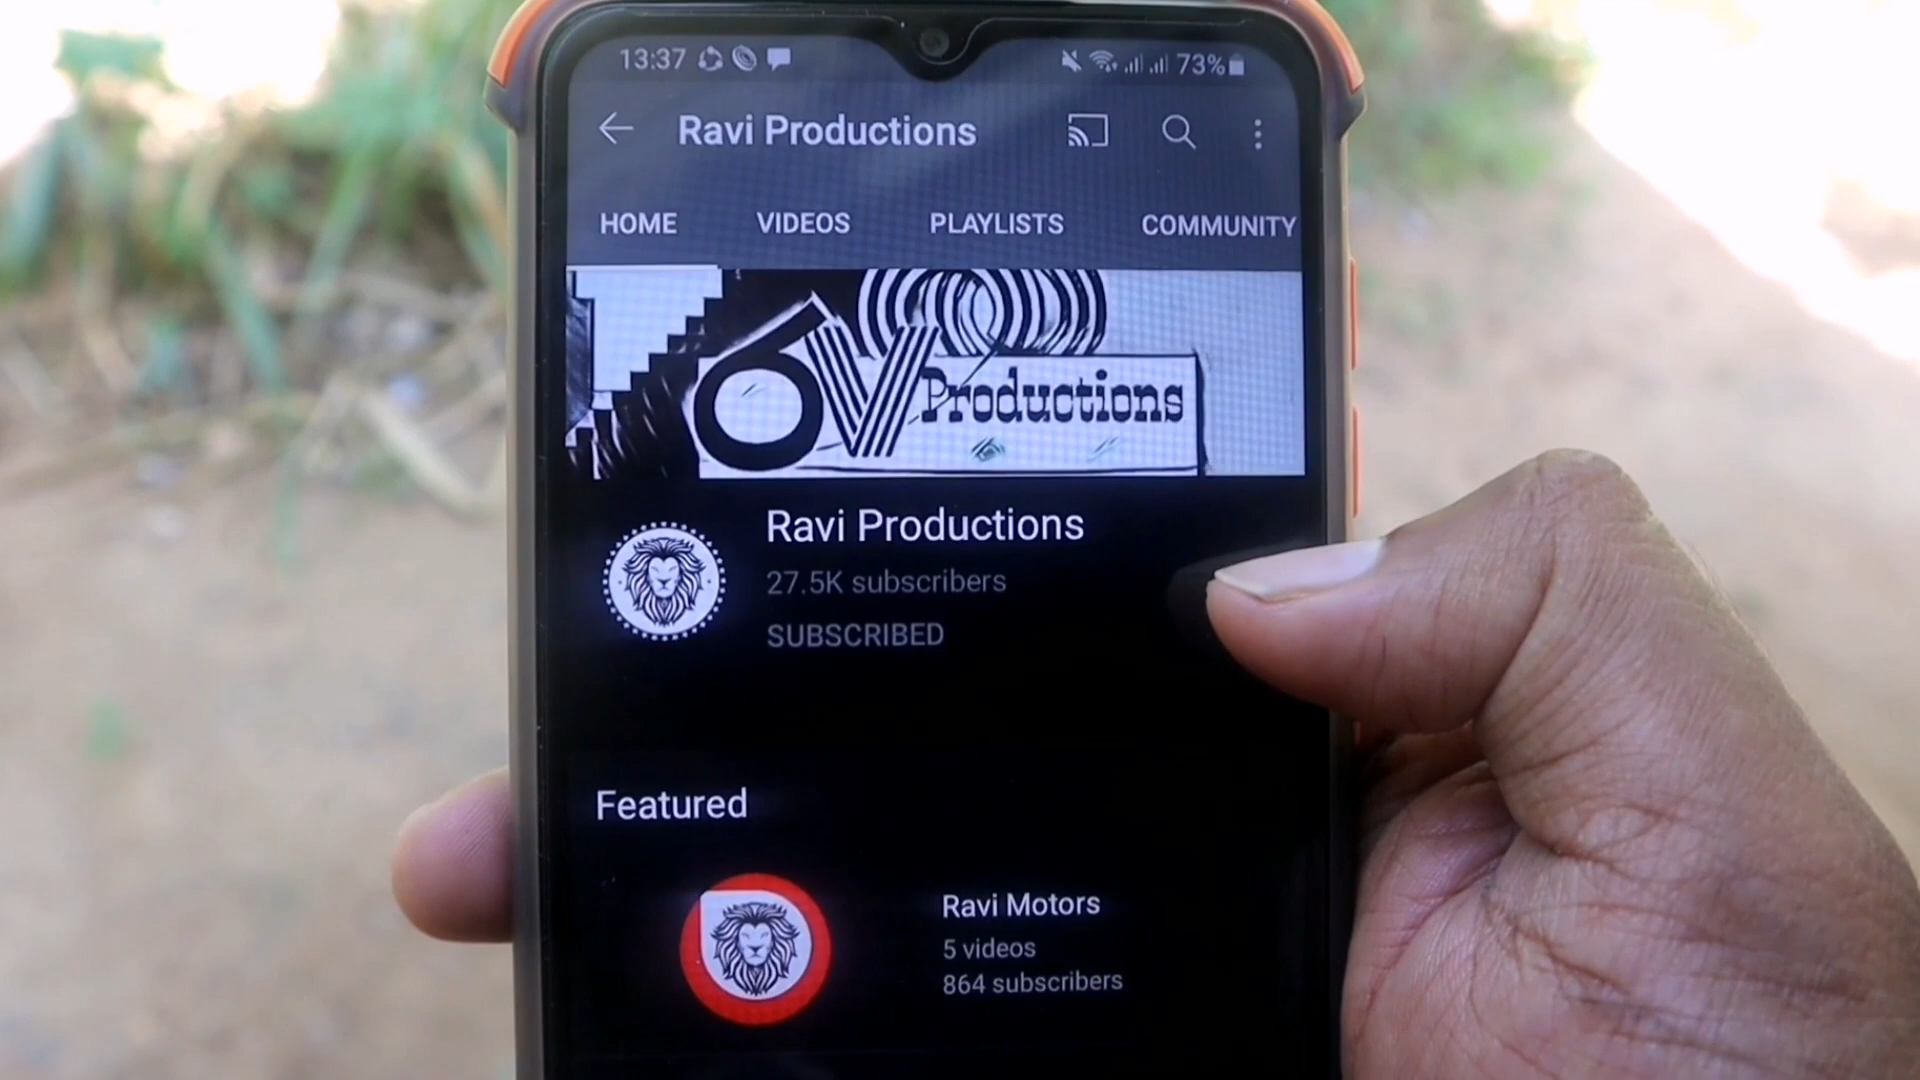 13:37 73%
Ravi Productions
HOME VIDEOS PLAYLISTS COMMUNITY
Productions
Ravi Productions
27.5K subscribers
SUBSCRIBED
Featured
Ravi Motors
5 videos
864 subscribers